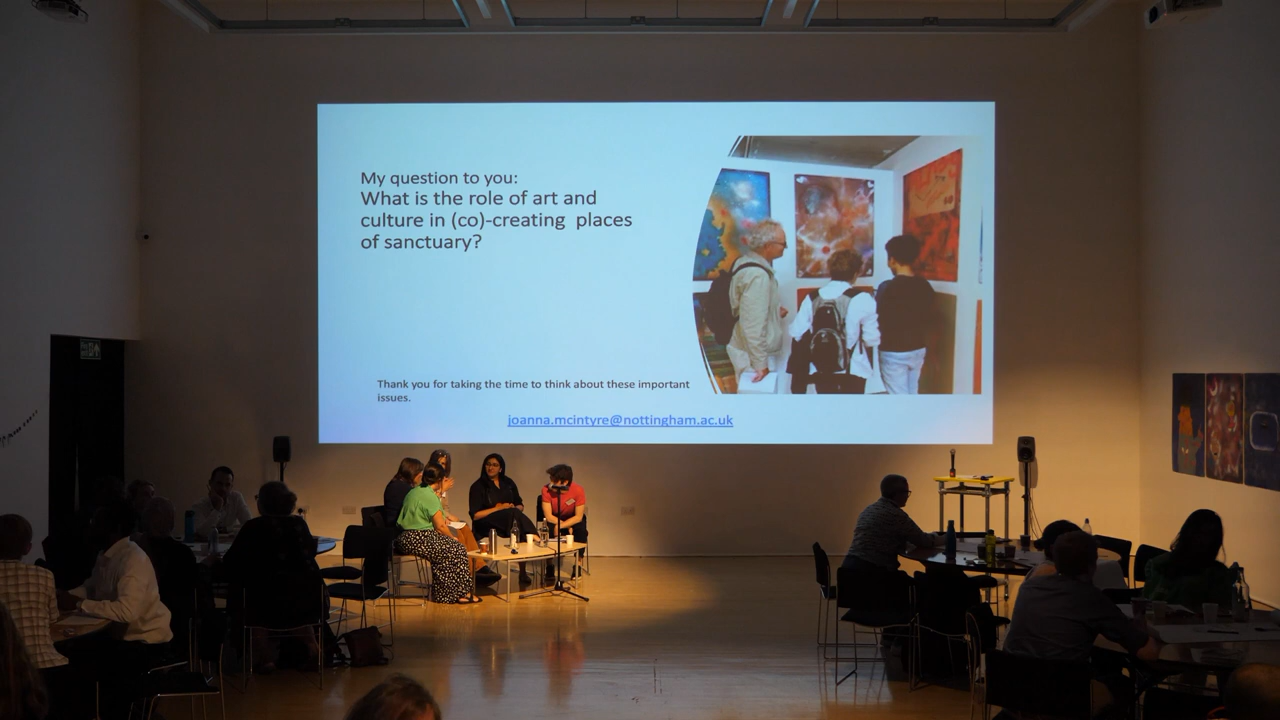 My question to you:
What is the role of art and
culture in (co)-creating places
of sanctuary?
Thank you for taking the time to think about these important
issues.
joanna.mcintyre@nottingham.ac.uk